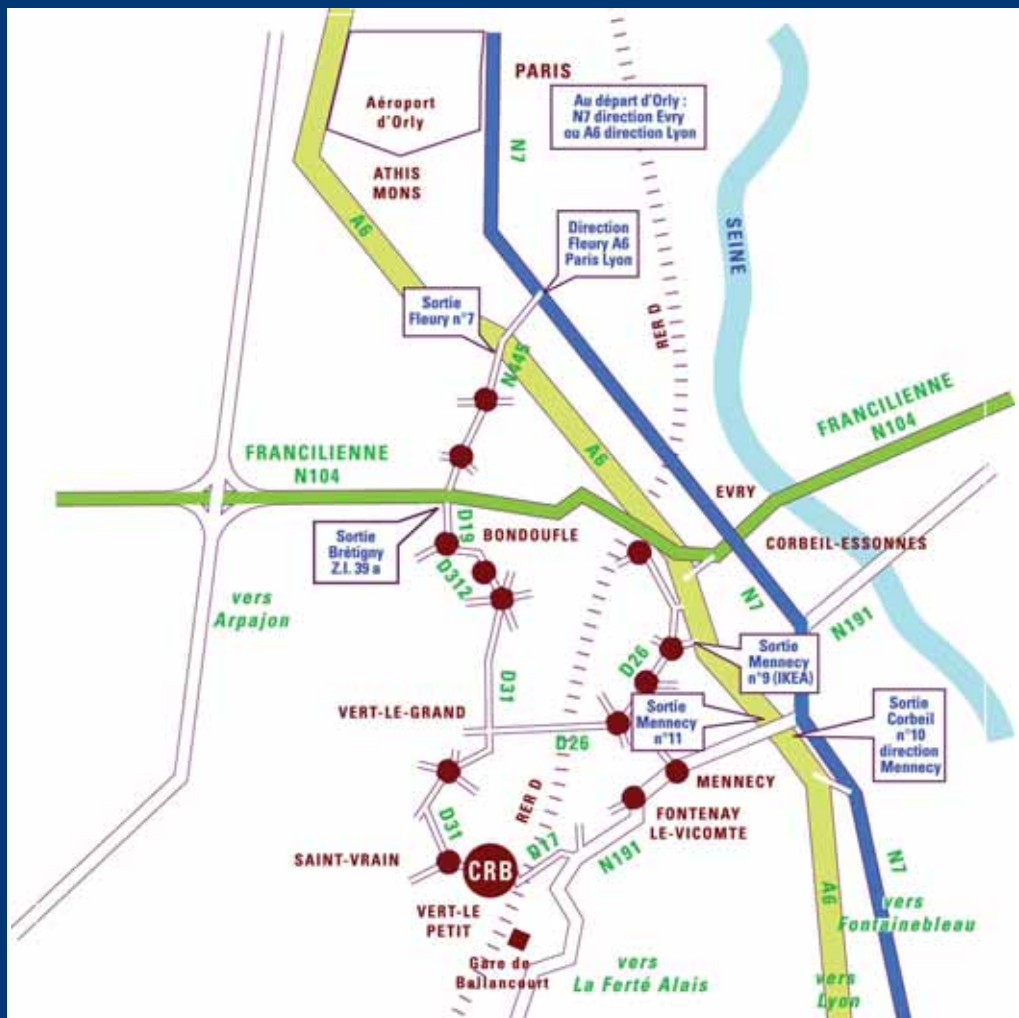 PARIS
Au départ d'Orly :
N7 direction Evry
ou A6 direction Lyon
Aéroport
d'Orly
N7
ATHIS
MONS
A6
SEINE
Direction
Fleury A6
Paris Lyon
Sortie
Fleury n°7
RER D
N445
FRANCILIENNE
N104
A6
FRANCILIENNE
N104
EVRY
Sortie
Brétigny
Z.I. 39 a
D19
BONDOUFLE
CORBEIL-ESSONNES
D312
vers
Arpajon
N7
N191
D26
Sortie
Mennecy
n°9 (IKEA)
D31
VERT-LE-GRAND
Sortie
Mennecy
n°11
Sortie
Corbeil
n°10
direction
Mennecy
D26
MENNECY
RER D
FONTENAY
LE-VICOMTE
D31
D17
N191
SAINT-VRAIN
CRB
N7
A6
VERT-LE
PETIT
vers
Fontainebleau
Gare de
Ballancourt
vers
La Ferté Alais
vers
Lyon